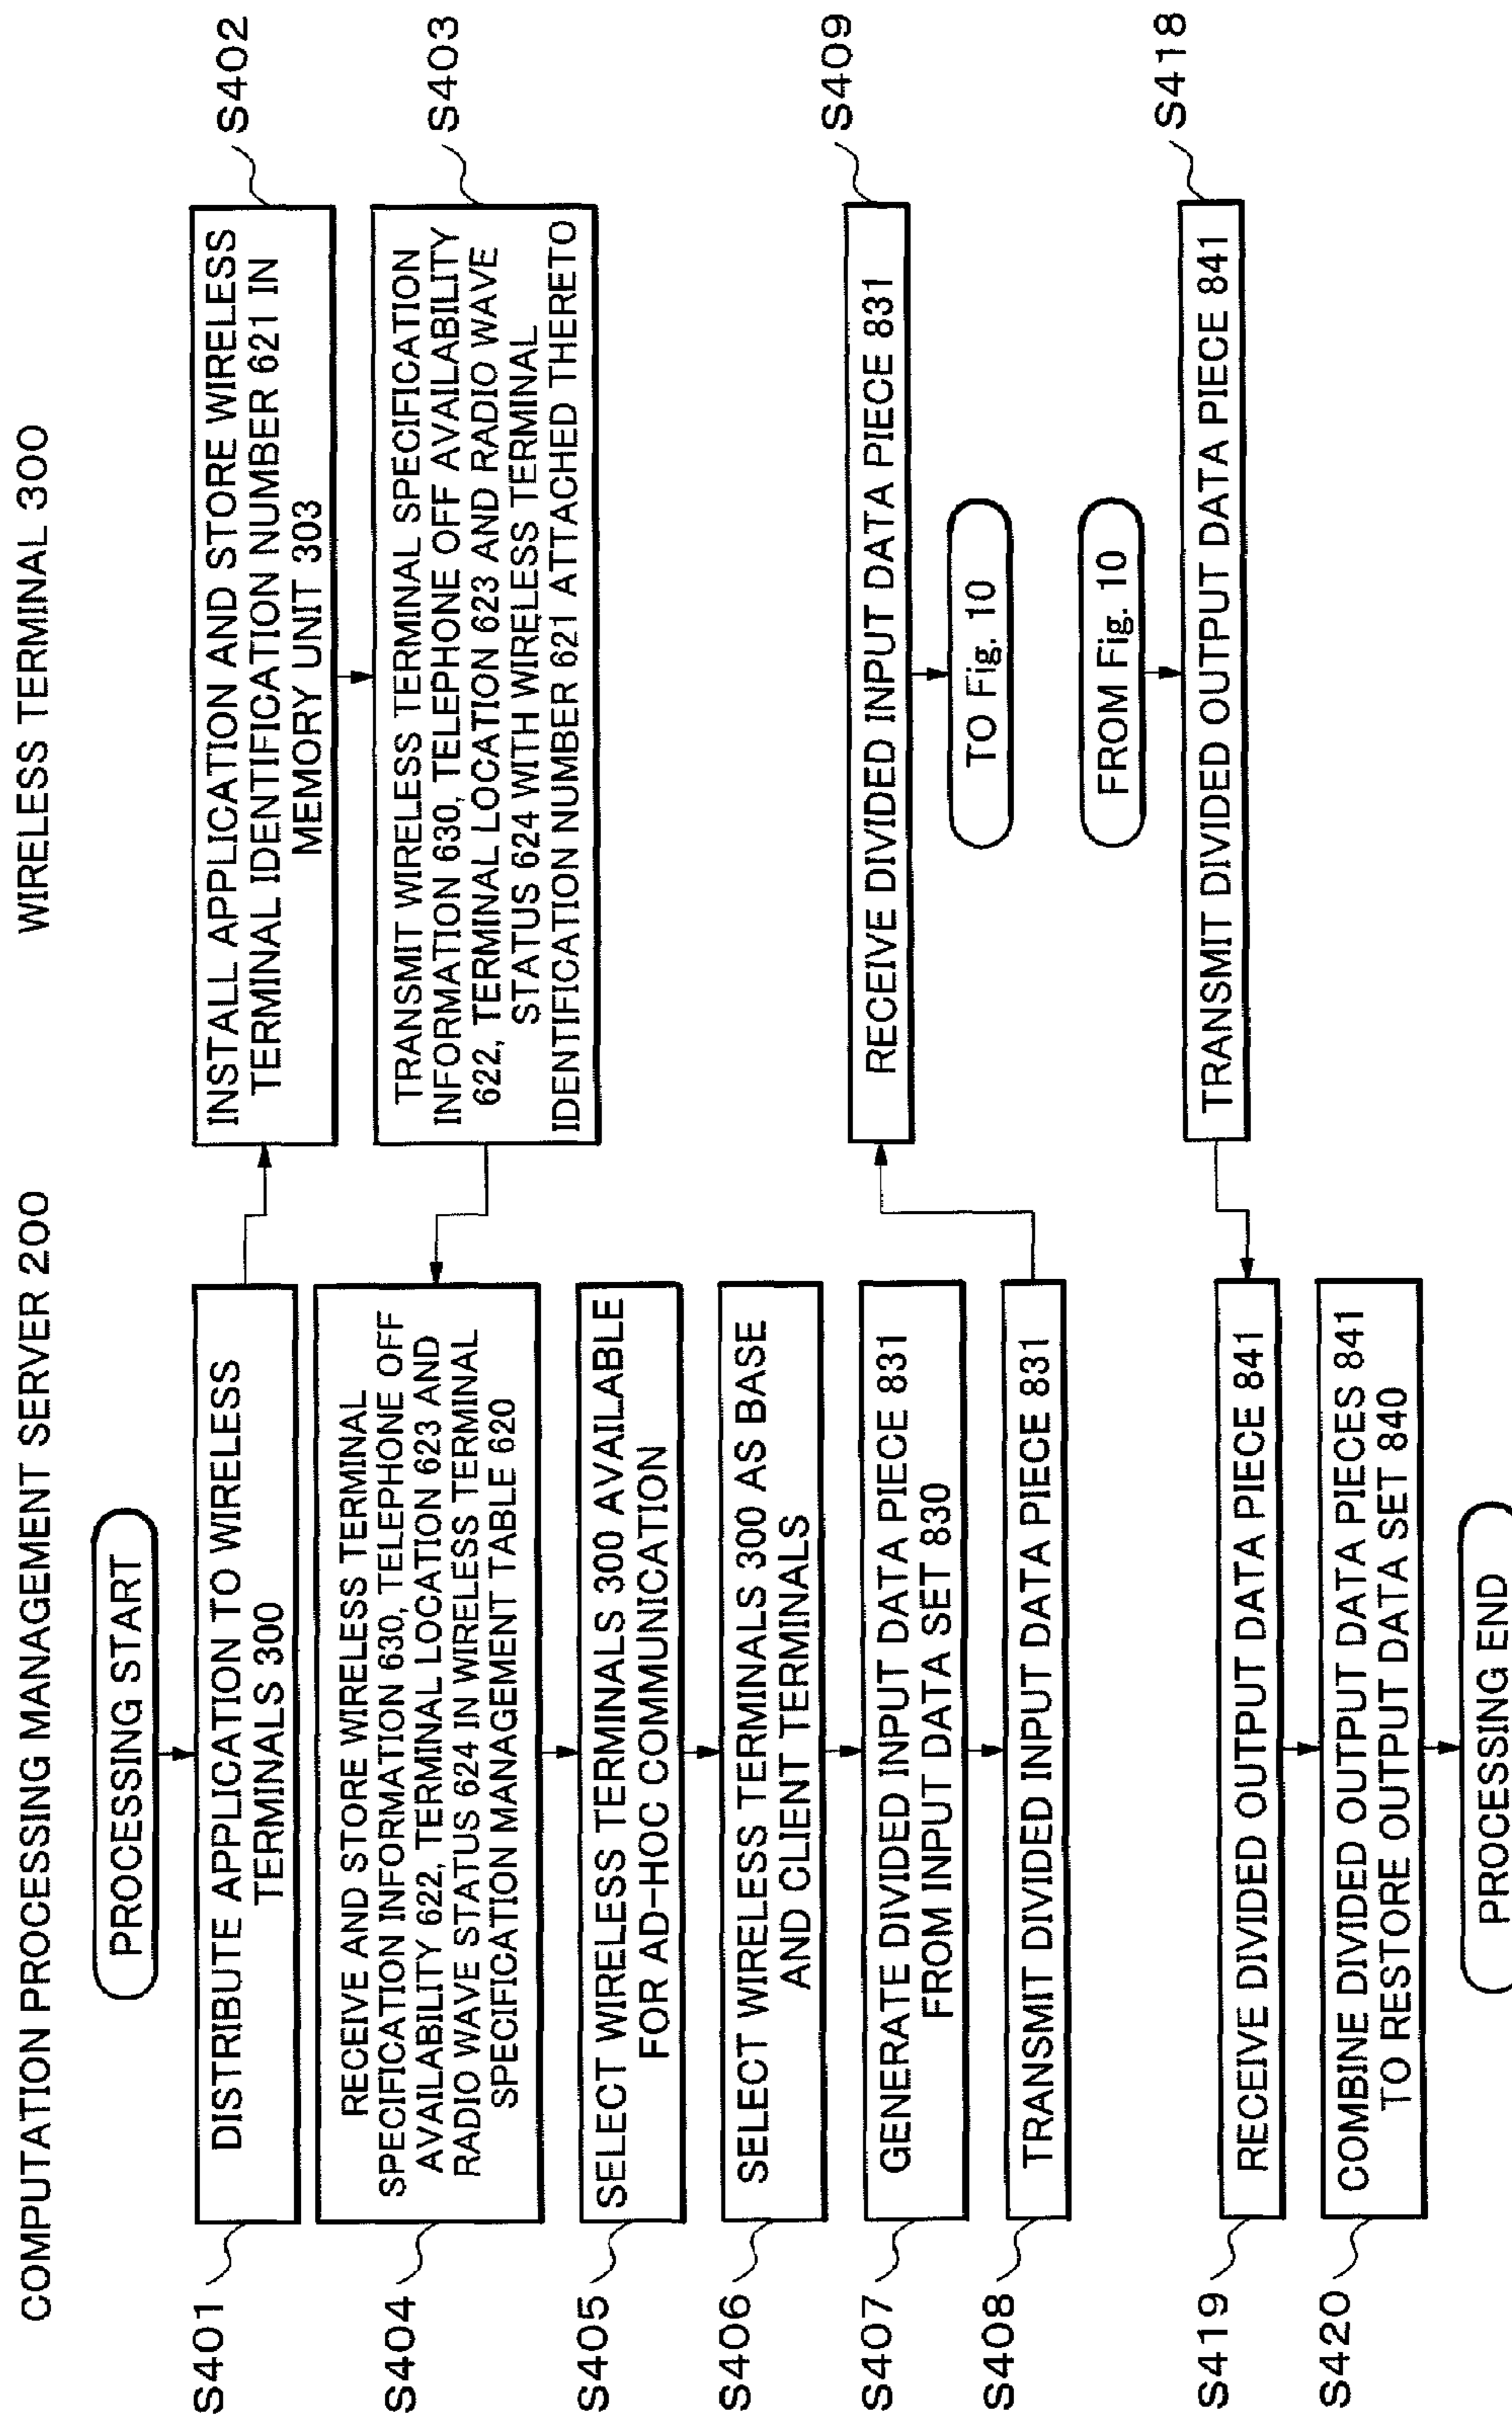 COMPUTATION PROCESSING MANAGEMENT SERVER 200
WIRELESS TERMINAL 300
PROCESSING START
S401
DISTRIBUTE APPLICATION TO WIRELESS
TERMINALS 300
INSTALL APPLICATION AND STORE WIRELESS
TERMINAL IDENTIFICATION NUMBER 621 IN
MEMORY UNIT 303
S402
TRANSMIT WIRELESS TERMINAL SPECIFICATION
INFORMATION 630, TELEPHONE OFF AVAILABILITY
622, TERMINAL LOCATION 623 AND RADIO WAVE
STATUS 624 WITH WIRELESS TERMINAL
IDENTIFICATION NUMBER 621 ATTACHED THERETO
S403
S404
RECEIVE AND STORE WIRELESS TERMINAL
SPECIFICATION INFORMATION 630, TELEPHONE OFF
AVAILABILITY 622, TERMINAL LOCATION 623 AND
RADIO WAVE STATUS 624 IN WIRELESS TERMINAL
SPECIFICATION MANAGEMENT TABLE 620
S405
SELECT WIRELESS TERMINALS 300 AVAILABLE
FOR AD-HOC COMMUNICATION
S406
SELECT WIRELESS TERMINALS 300 AS BASE
AND CLIENT TERMINALS
S407
GENERATE DIVIDED INPUT DATA PIECE 831
FROM INPUT DATA SET 830
S408
TRANSMIT DIVIDED INPUT DATA PIECE 831
RECEIVE DIVIDED INPUT DATA PIECE 831
S409
TO Fig. 10
FROM Fig. 10
TRANSMIT DIVIDED OUTPUT DATA PIECE 841
S418
S419
RECEIVE DIVIDED OUTPUT DATA PIECE 841
S420
COMBINE DIVIDED OUTPUT DATA PIECES 841
TO RESTORE OUTPUT DATA SET 840
PROCESSING END